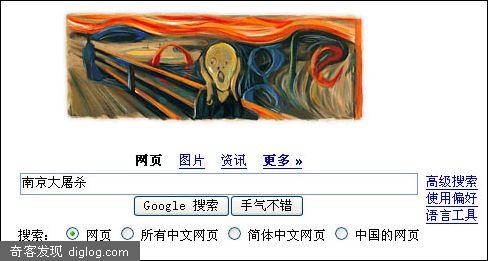 网页 图片 资讯 更多 »
南京大屠杀
高级搜索
使用偏好
语言工具
Google 搜索 手气不错
搜索： 网页 所有中文网页 简体中文网页 中国的网页
奇客发现 diglog.com